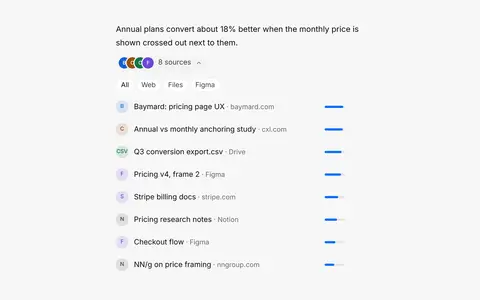 Annual plans convert about 18% better when the monthly price is
shown crossed out next to them.
B C C F 8 sources
All Web Files Figma
B Baymard: pricing page UX · baymard.com
C Annual vs monthly anchoring study · cxl.com
CSV Q3 conversion export.csv · Drive
F Pricing v4, frame 2 · Figma
S Stripe billing docs · stripe.com
N Pricing research notes · Notion
F Checkout flow · Figma
N NN/g on price framing · nngroup.com